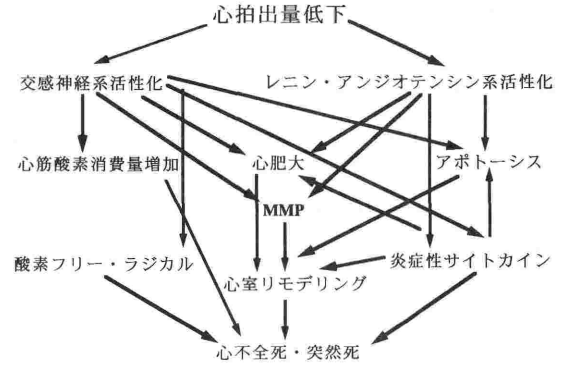 心拍出量低下
交感神経系活性化
レニン・アンジオテンシン系活性化
心筋酸素消費量増加
心肥大
アポトーシス
MMP
酸素フリー・ラジカル
炎症性サイトカイン
心室リモデリング
心不全死・突然死